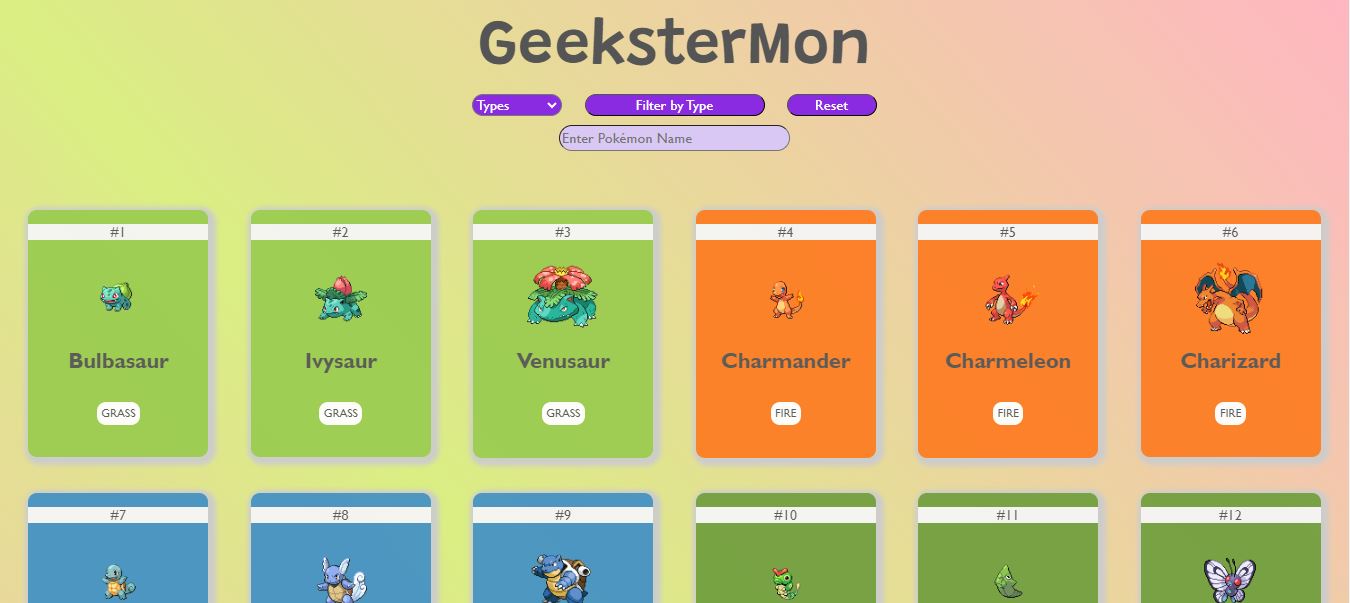 GeeksterMon
Types Filter by Type Reset
Enter Pokémon Name
#1 #2 #3 #4 #5 #6
Bulbasaur Ivysaur Venusaur Charmander Charmeleon Charizard
GRASS GRASS GRASS FIRE FIRE FIRE
#7 #8 #9 #10 #11 #12